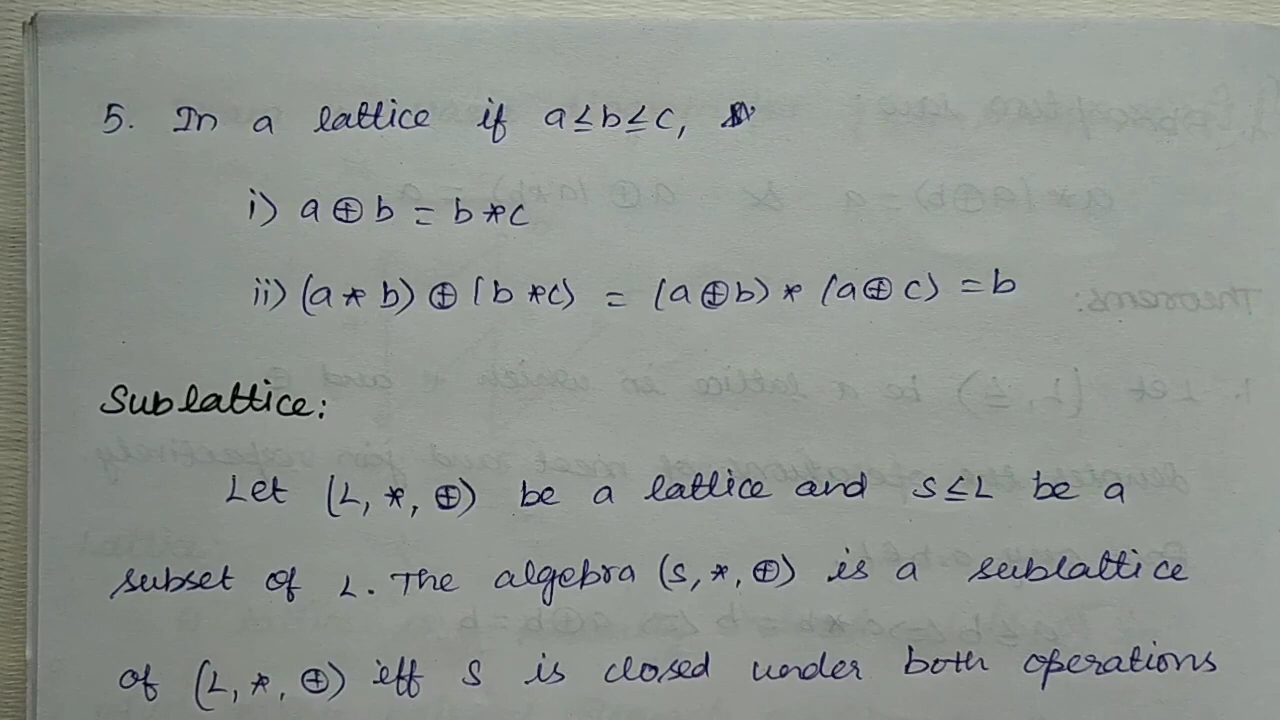 5. In a lattice if a≤b≤c,
i) a⊕b = b*c
ii) (a*b)⊕(b*c) = (a⊕b)*(a⊕c) = b
Sublattice:
Let (L, *, ⊕) be a lattice and S≤L be a
subset of L. The algebra (S, *, ⊕) is a sublattice
of (L, *, ⊕) iff S is closed under both operations